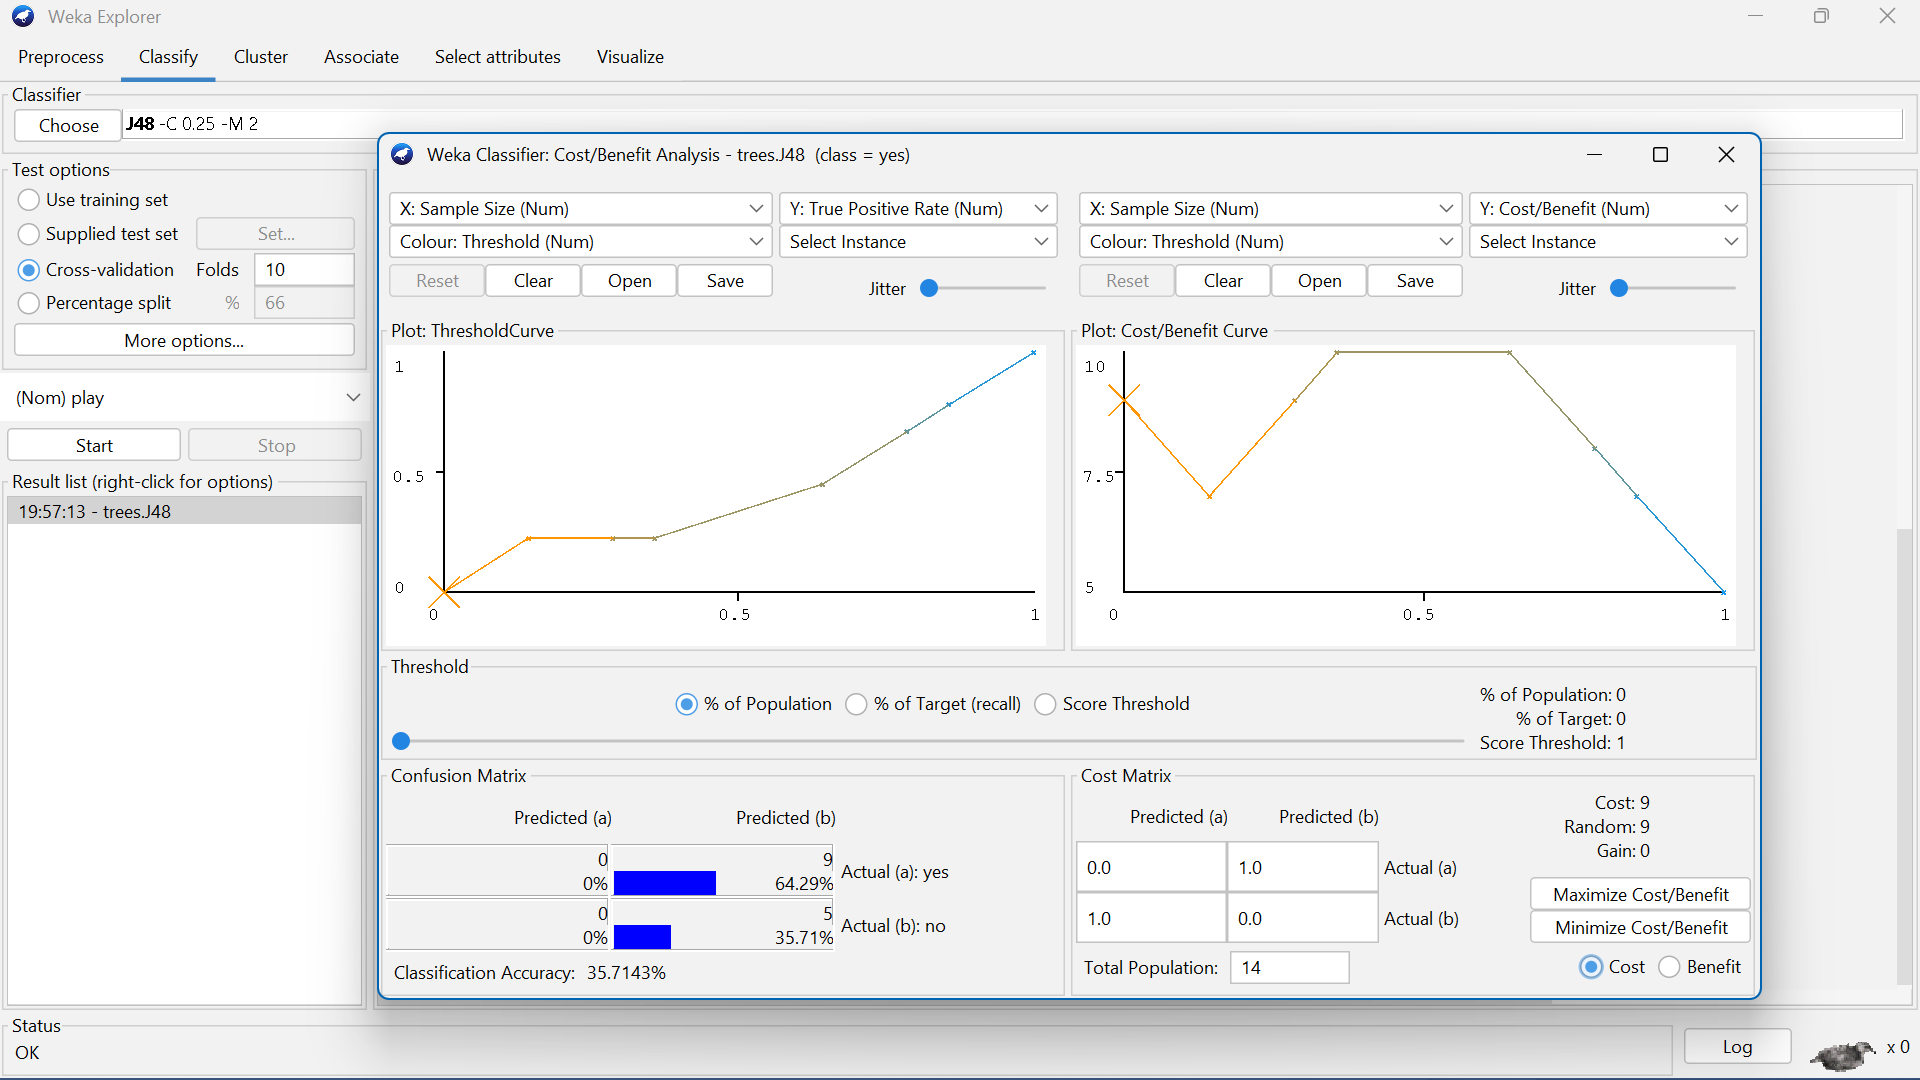 Weka Explorer
Preprocess Classify Cluster Associate Select attributes Visualize
Classifier
Choose J48 -C 0.25 -M 2
Test options
Use training set
Supplied test set Set...
Cross-validation Folds 10
Percentage split % 66
More options...
(Nom) play
Start Stop
Result list (right-click for options)
19:57:13 - trees.J48
Weka Classifier: Cost/Benefit Analysis - trees.J48 (class = yes)
X: Sample Size (Num) Y: True Positive Rate (Num)
Colour: Threshold (Num) Select Instance
Reset Clear Open Save Jitter
Plot: ThresholdCurve
1
0.5
0
0 0.5 1
X: Sample Size (Num) Y: Cost/Benefit (Num)
Colour: Threshold (Num) Select Instance
Reset Clear Open Save Jitter
Plot: Cost/Benefit Curve
10
7.5
5
0 0.5 1
Threshold
% of Population % of Target (recall) Score Threshold
% of Population: 0
% of Target: 0
Score Threshold: 1
Confusion Matrix
Predicted (a) Predicted (b)
0 9
0% 64.29% Actual (a): yes
0 5
0% 35.71% Actual (b): no
Classification Accuracy: 35.7143%
Cost Matrix
Predicted (a) Predicted (b)
0.0 1.0 Actual (a)
1.0 0.0 Actual (b)
Total Population: 14
Cost: 9
Random: 9
Gain: 0
Maximize Cost/Benefit
Minimize Cost/Benefit
Cost Benefit
Status
OK
Log x 0